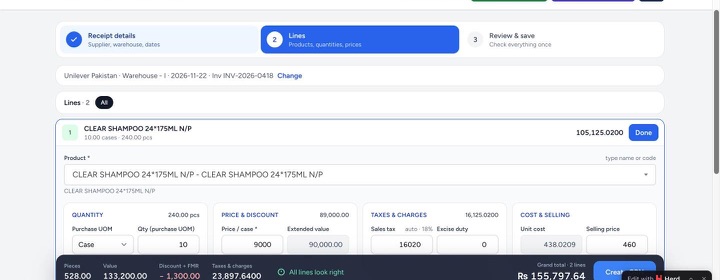 Receipt details
Supplier, warehouse, dates
2
Lines
Products, quantities, prices
3
Review & save
Check everything once
Unilever Pakistan · Warehouse - I · 2026-11-22 · Inv INV-2026-0418 Change
Lines · 2 All
1
CLEAR SHAMPOO 24*175ML N/P
10.00 cases · 240.00 pcs
105,125.0200 Done
Product * type name or code
CLEAR SHAMPOO 24*175ML N/P - CLEAR SHAMPOO 24*175ML N/P
CLEAR SHAMPOO 24*175ML N/P
QUANTITY 240.00 pcs
Purchase UOM Qty (purchase UOM)
Case 10
PRICE & DISCOUNT 89,000.00
Price / case * Extended value
9000 90,000.00
TAXES & CHARGES 16,125.0200
Sales tax auto · 18% Excise duty
16020 0
COST & SELLING
Unit cost Selling price
438.0209 460
Pieces Value Discount + FMR Taxes & charges
528.00 133,200.00 − 1,300.00 23,897.6400
All lines look right
Grand total · 2 lines
₨ 155,797.64
Edit with Herd